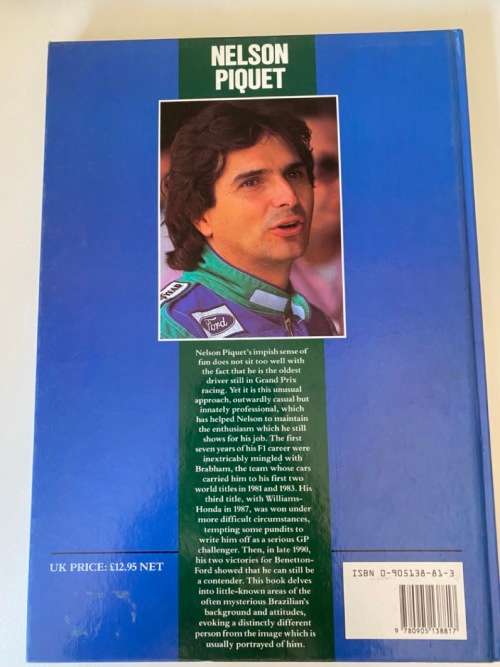 NELSON
PIQUET
Ford
Nelson Piquet's impish sense of
fun does not sit too well with
the fact that he is the oldest
driver still in Grand Prix
racing. Yet it is this unusual
approach, outwardly casual but
innately professional, which
has helped Nelson to maintain
the enthusiasm which he still
shows for his job. The first
seven years of his F1 career were
inextricably mingled with
Brabham, the team whose cars
carried him to his first two
world titles in 1981 and 1983. His
third title, with Williams-
Honda in 1987, was won under
more difficult circumstances,
tempting some pundits to
write him off as a serious GP
challenger. Then, in late 1990,
his two victories for Benetton-
Ford showed that he can still be
a contender. This book delves
into little-known areas of the
often mysterious Brazilian's
background and attitudes,
evoking a distinctly different
person from the image which is
usually portrayed of him.
UK PRICE: £12.95 NET
ISBN 0-905138-81-3
9 780905 138817